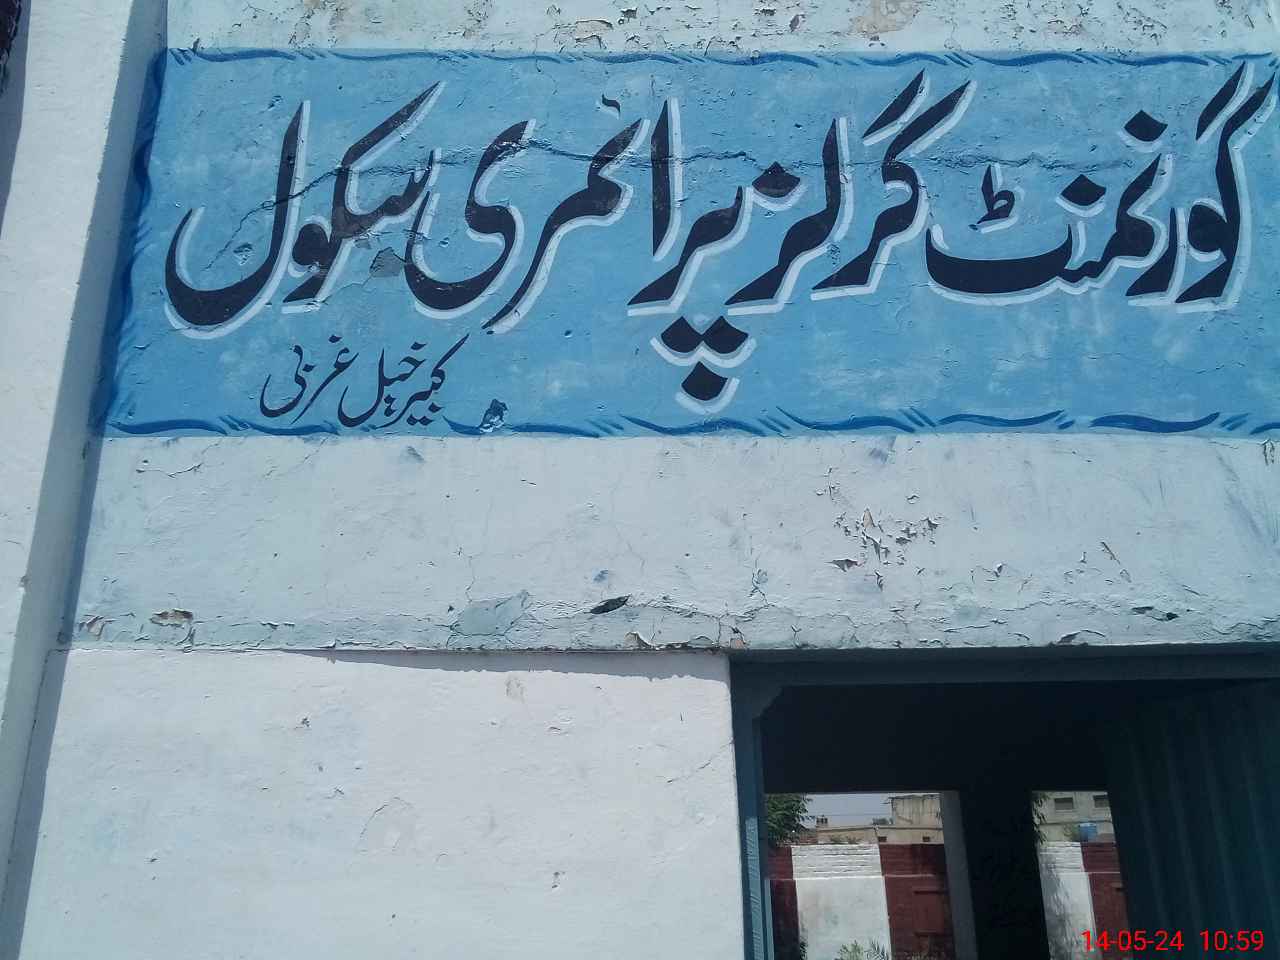 گورنمنٹ گرلز پرائمری سکول
کبیر خیل غربی
14-05-24 10:59